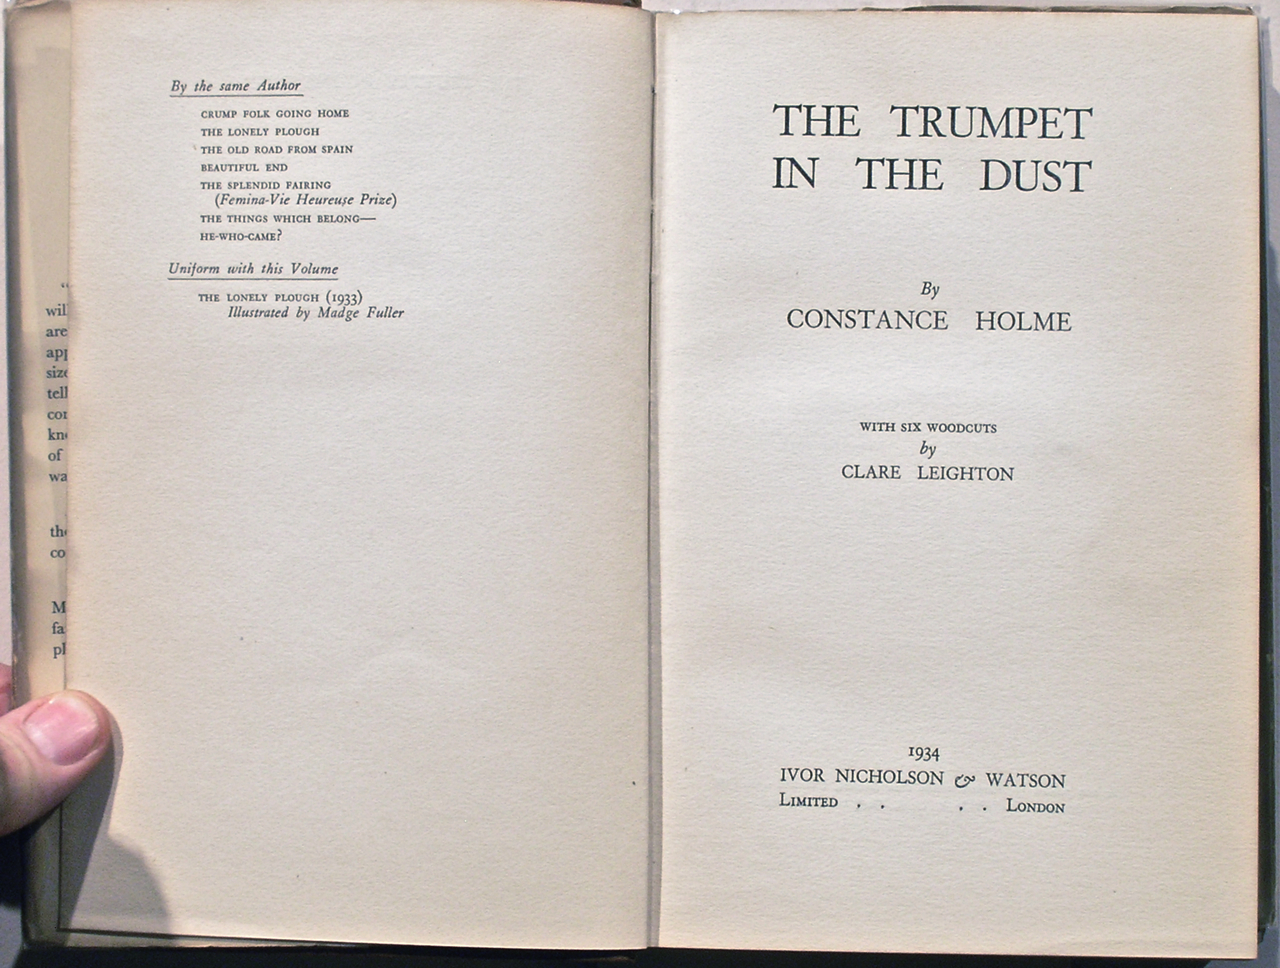 By the same Author
CRUMP FOLK GOING HOME
THE LONELY PLOUGH
THE OLD ROAD FROM SPAIN
BEAUTIFUL END
THE SPLENDID FAIRING
(Femina-Vie Heureuse Prize)
THE THINGS WHICH BELONG—
HE-WHO-CAME?
Uniform with this Volume
THE LONELY PLOUGH (1933)
Illustrated by Madge Fuller
THE TRUMPET
IN THE DUST
By
CONSTANCE HOLME
WITH SIX WOODCUTS
by
CLARE LEIGHTON
1934
IVOR NICHOLSON & WATSON
LIMITED . . . . LONDON